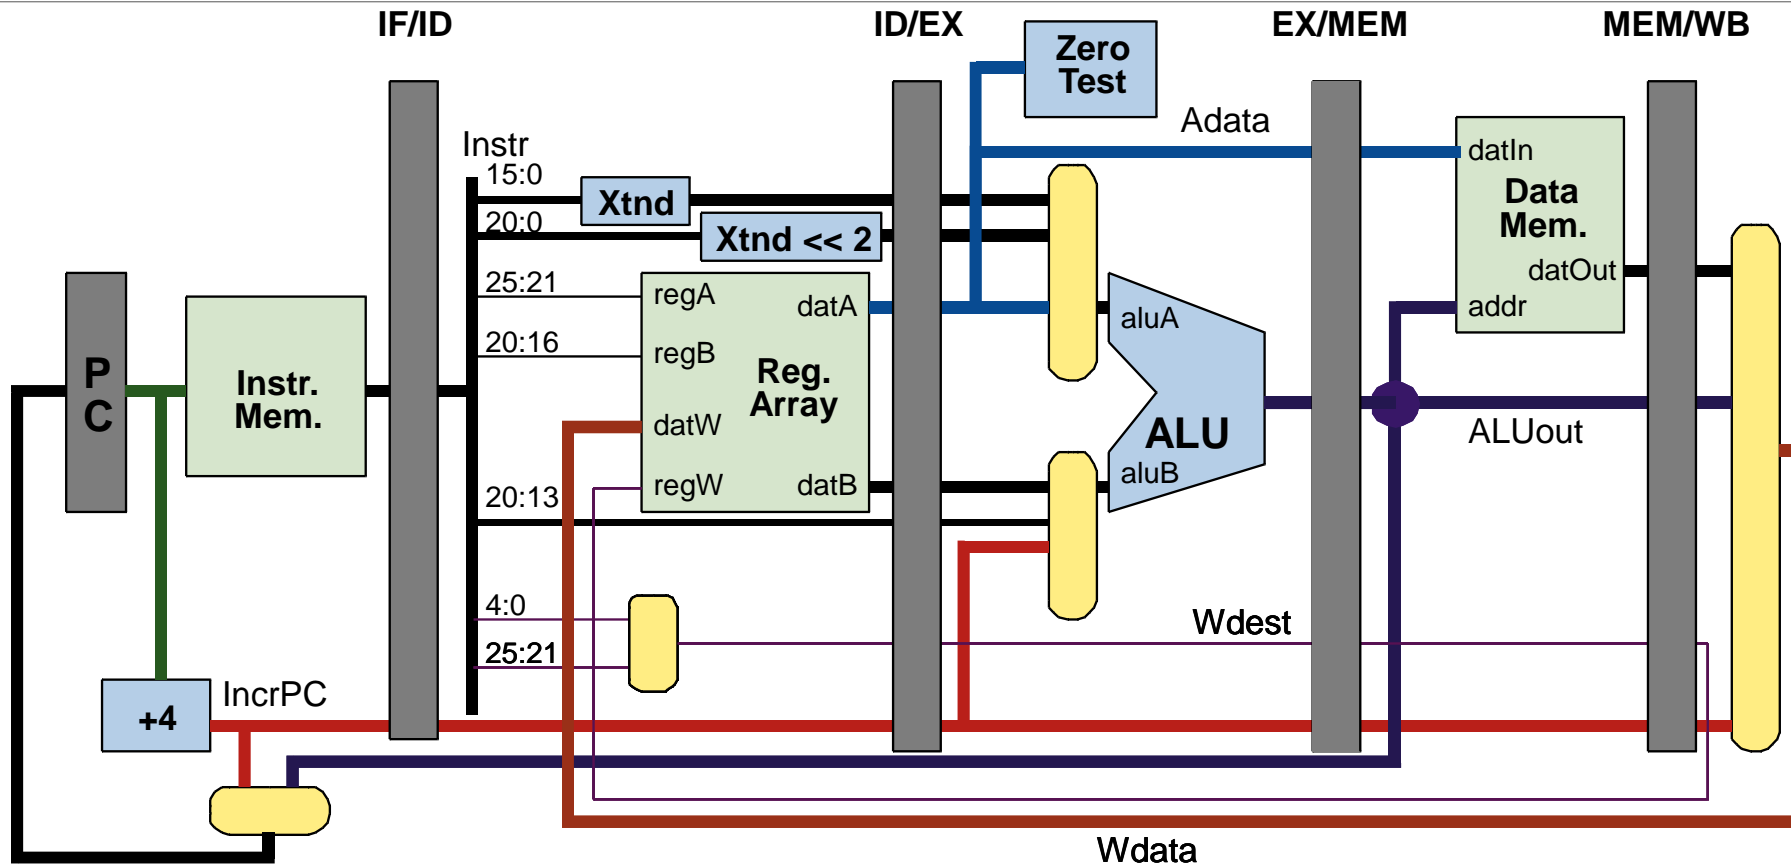 IF/ID
ID/EX
EX/MEM
MEM/WB
Zero
Test
Adata
Instr
15:0
Xtnd
20:0
Xtnd << 2
25:21
regA
datA
20:16
regB
Reg.
Array
datW
regW
datB
20:13
4:0
25:21
P
C
Instr.
Mem.
+4
IncrPC
aluA
ALU
aluB
datIn
Data
Mem.
datOut
addr
ALUout
Wdest
Wdata